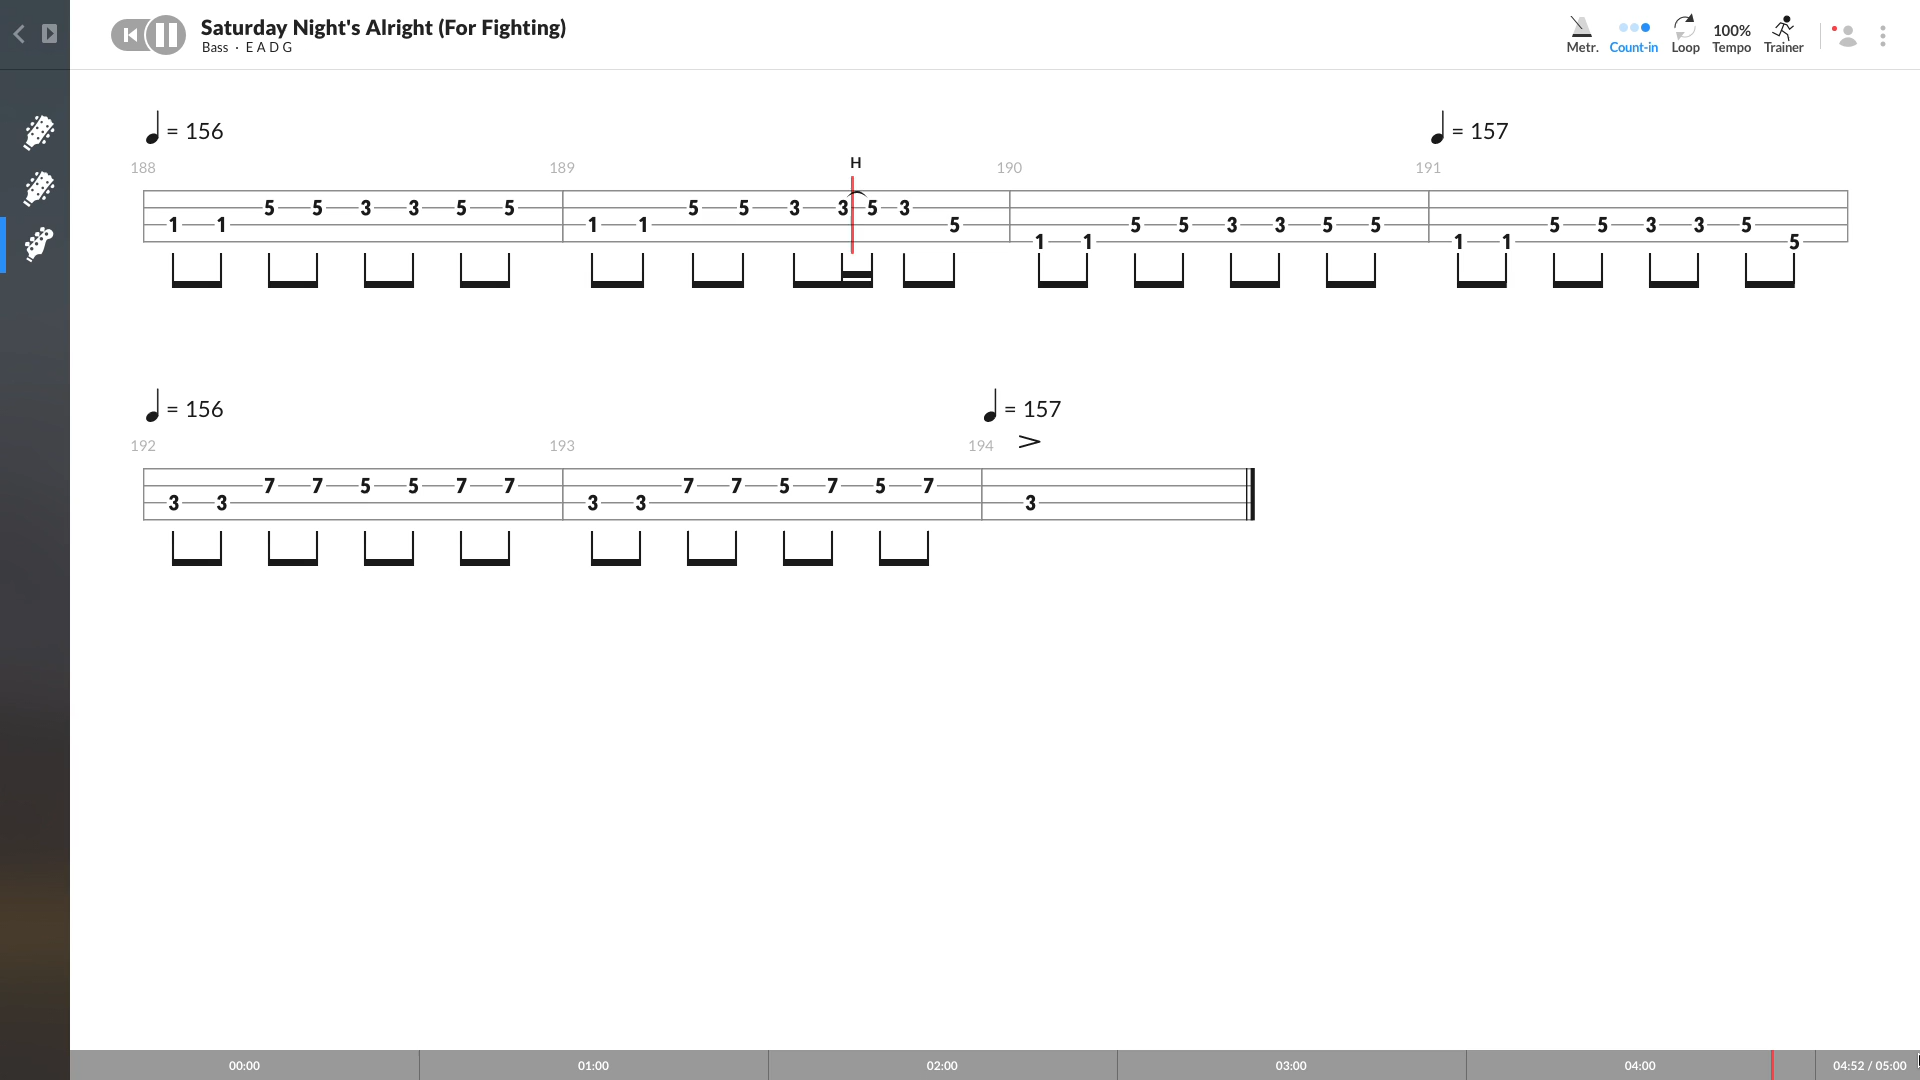 Saturday Night's Alright (For Fighting)
Bass · E A D G
Metr.
Count-in
Loop
100%
Tempo
Trainer
= 156
= 157
188
189
H
190
191
1 1 5 5 3 3 5 5 1 1 5 5 3 3 5 3 5 1 1 5 5 3 3 5 5 1 1 5 5 3 3 5 5
= 156
= 157
192
193
194
>
3 3 7 7 5 5 7 7 3 3 7 7 5 7 5 7 3
00:00
01:00
02:00
03:00
04:00
04:52 / 05:00